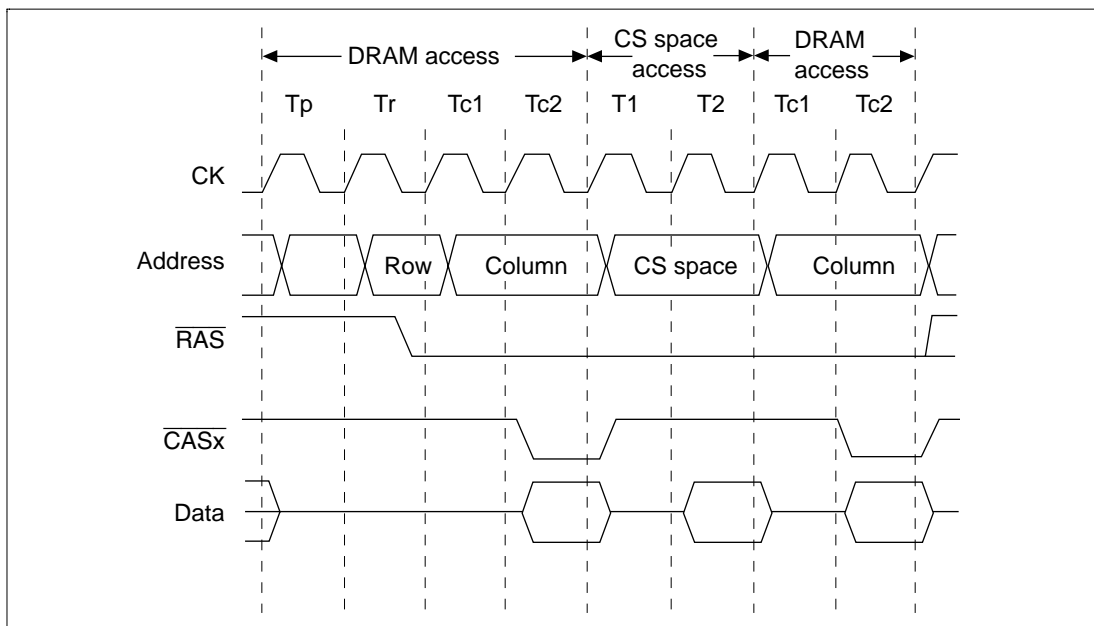 DRAM access CS space access DRAM access
Tp Tr Tc1 Tc2 T1 T2 Tc1 Tc2
CK
Address Row Column CS space Column
RAS
CASx
Data